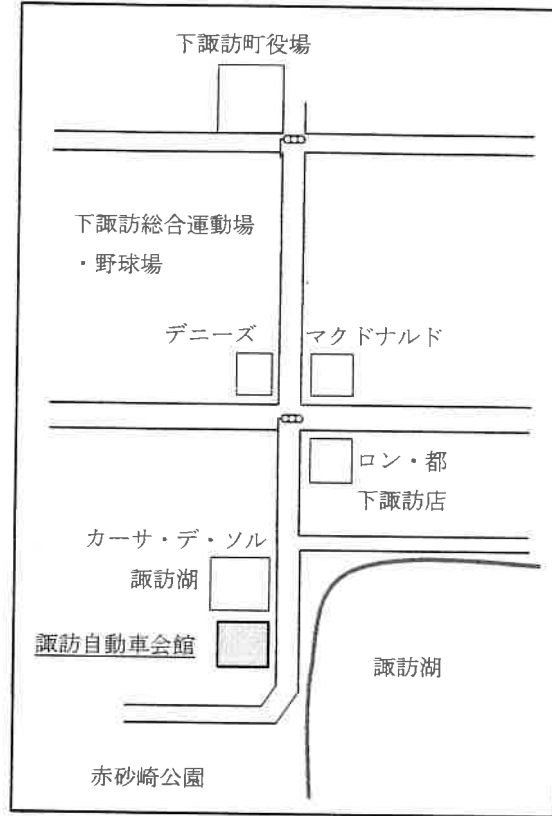 下諏訪町役場
下諏訪総合運動場
・野球場
デニーズ
マクドナルド
ロン・都
下諏訪店
カーサ・デ・ソル
諏訪湖
諏訪自動車会館
諏訪湖
赤砂崎公園